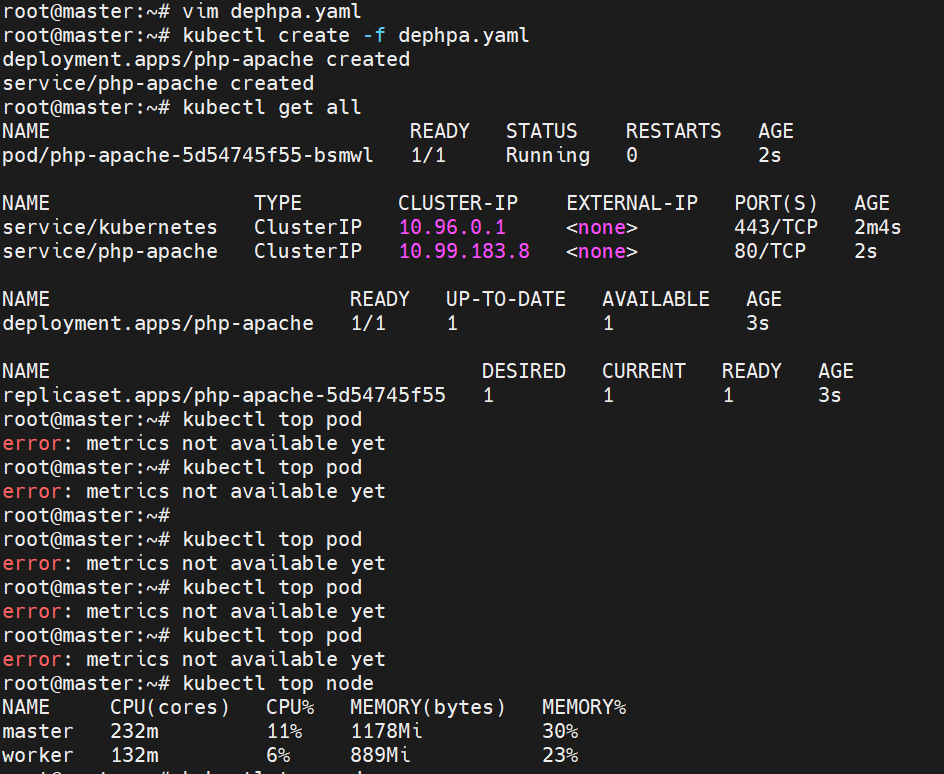 root@master:~# vim dephpa.yaml
root@master:~# kubectl create -f dephpa.yaml
deployment.apps/php-apache created
service/php-apache created
root@master:~# kubectl get all
NAME READY STATUS RESTARTS AGE
pod/php-apache-5d54745f55-bsmwl 1/1 Running 0 2s

NAME TYPE CLUSTER-IP EXTERNAL-IP PORT(S) AGE
service/kubernetes ClusterIP 10.96.0.1 <none> 443/TCP 2m4s
service/php-apache ClusterIP 10.99.183.8 <none> 80/TCP 2s

NAME READY UP-TO-DATE AVAILABLE AGE
deployment.apps/php-apache 1/1 1 1 3s

NAME DESIRED CURRENT READY AGE
replicaset.apps/php-apache-5d54745f55 1 1 1 3s
root@master:~# kubectl top pod
error: metrics not available yet
root@master:~# kubectl top pod
error: metrics not available yet
root@master:~#
root@master:~# kubectl top pod
error: metrics not available yet
root@master:~# kubectl top pod
error: metrics not available yet
root@master:~# kubectl top pod
error: metrics not available yet
root@master:~# kubectl top node
NAME CPU(cores) CPU% MEMORY(bytes) MEMORY%
master 232m 11% 1178Mi 30%
worker 132m 6% 889Mi 23%